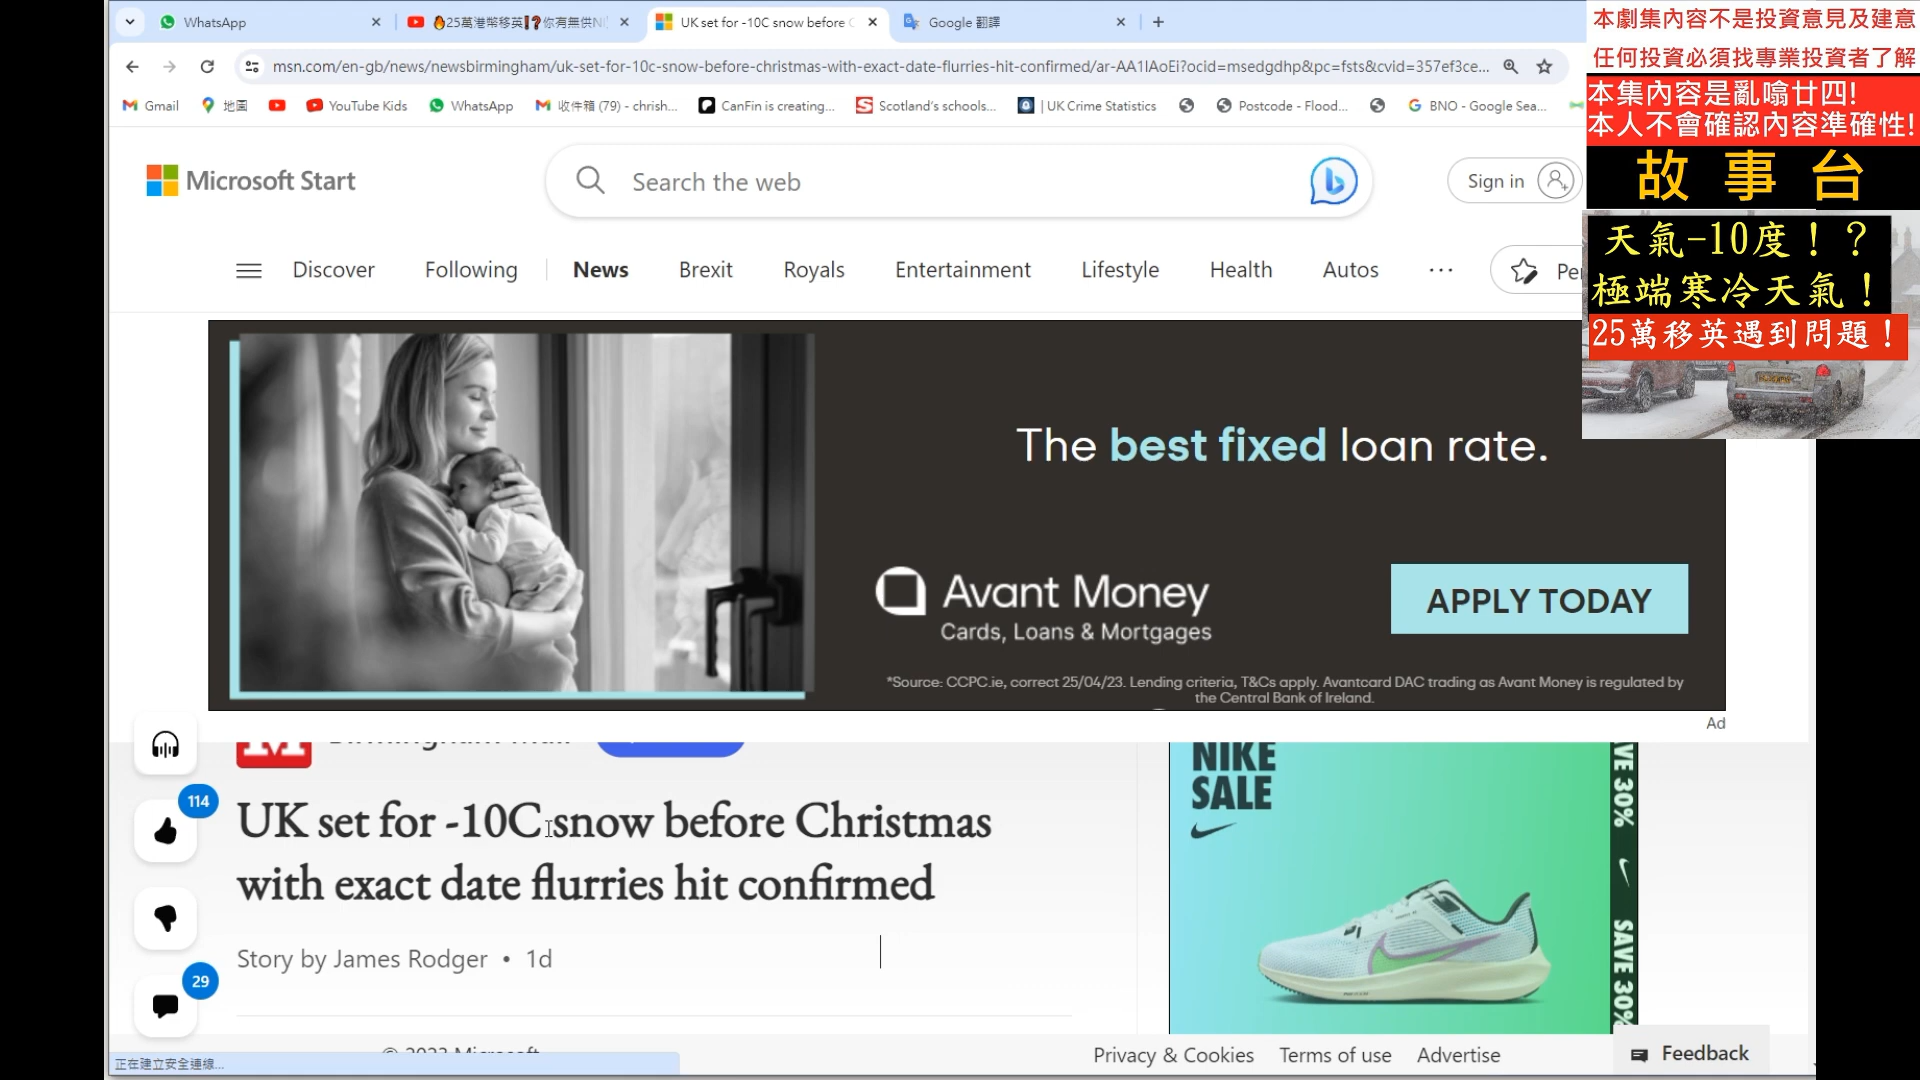 WhatsApp
25萬港幣移英
你有無供NI
UK set for -10C snow before C
Google 翻譯
msn.com/en-gb/news/newsbirmingham/uk-set-for-10c-snow-before-christmas-with-exact-date-flurries-hit-confirmed/ar-AA1lAoEi?ocid=msedgdhp&pc=fsts&cvid=357ef3ce...
Gmail
地圖
YouTube Kids
WhatsApp
收件箱 (79) - chrish...
CanFin is creating...
Scotland's schools...
| UK Crime Statistics
Postcode - Flood...
BNO - Google Sea...
本劇集內容不是投資意見及建意
任何投資必須找專業投資者了解
本集內容是亂噏廿四!
本人不會確認內容準確性!
故事台
天氣-10度！？
極端寒冷天氣！
25萬移英遇到問題！
Microsoft Start
Search the web
Sign in
Discover
Following
News
Brexit
Royals
Entertainment
Lifestyle
Health
Autos
Pe
The best fixed loan rate.
Avant Money
Cards, Loans & Mortgages
APPLY TODAY
*Source: CCPC.ie, correct 25/04/23. Lending criteria, T&Cs apply. Avantcard DAC trading as Avant Money is regulated by
the Central Bank of Ireland.
Ad
114
UK set for -10C snow before Christmas
with exact date flurries hit confirmed
Story by James Rodger • 1d
29
NIKE
SALE
SAVE 30%
SAVE 30%
© 2023 Microsoft
Privacy & Cookies
Terms of use
Advertise
Feedback
正在建立安全連線...